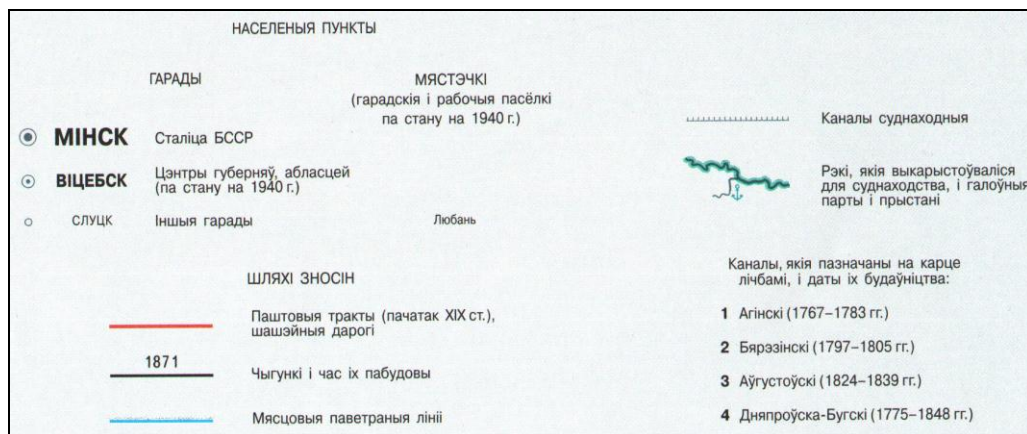 НАСЕЛЕНЫЯ ПУНКТЫ
ГАРАДЫ
МЯСТЭЧКІ
(гарадскія і рабочыя пасёлкі
па стану на 1940 г.)
МІНСК Сталіца БССР
ВІЦЕБСК Цэнтры губерняў, абласцей
(па стану на 1940 г.)
СЛУЦК Іншыя гарады Любань
ШЛЯХІ ЗНОСІН
Паштовыя тракты (пачатак XIX ст.),
шашэйныя дарогі
1871 Чыгункі і час іх пабудовы
Мясцовыя паветраныя лініі
Каналы суднаходныя
Рэкі, якія выкарыстоўваліся
для суднаходства, і галоўныя
парты і прыстані
Каналы, якія пазначаны на карце
лічбамі, і даты іх будаўніцтва:
1 Агінскі (1767–1783 гг.)
2 Бярэзінскі (1797–1805 гг.)
3 Аўгустоўскі (1824–1839 гг.)
4 Дняпроўска-Бугскі (1775–1848 гг.)